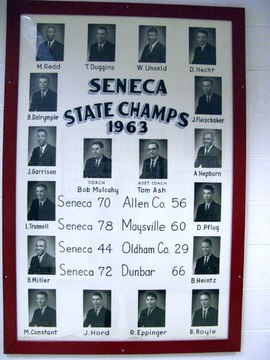 M. Redd T. Duggins W. Unseld D. Hecht
SENECA
STATE CHAMPS
1963
B. Dalrymple J. Fleischaker
J. Garrison A. Hepburn
COACH ASST COACH
Bob Mulcahy Tom Ash
Seneca 70 Allen Co. 56
L. Trunnell Seneca 78 Maysville 60 D. Pflug
Seneca 44 Oldham Co. 29
B. Miller Seneca 72 Dunbar 66 B. Heintz
M. Constant J. Hord R. Eppinger B. Boyle